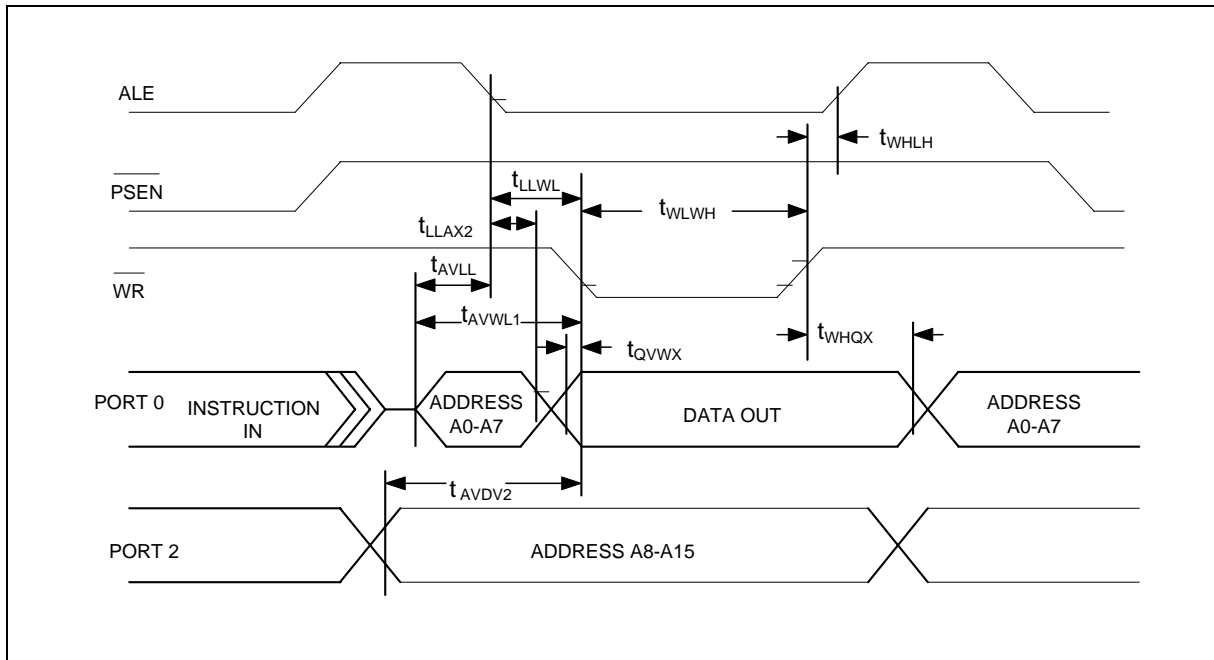 ALE
tWHLH
PSEN
tLLWL
tWLWH
tLLAX2
tAVLL
WR
tAVWL1
tWHQX
tQVWX
PORT 0
INSTRUCTION
IN
ADDRESS
A0-A7
DATA OUT
ADDRESS
A0-A7
tAVDV2
PORT 2
ADDRESS A8-A15